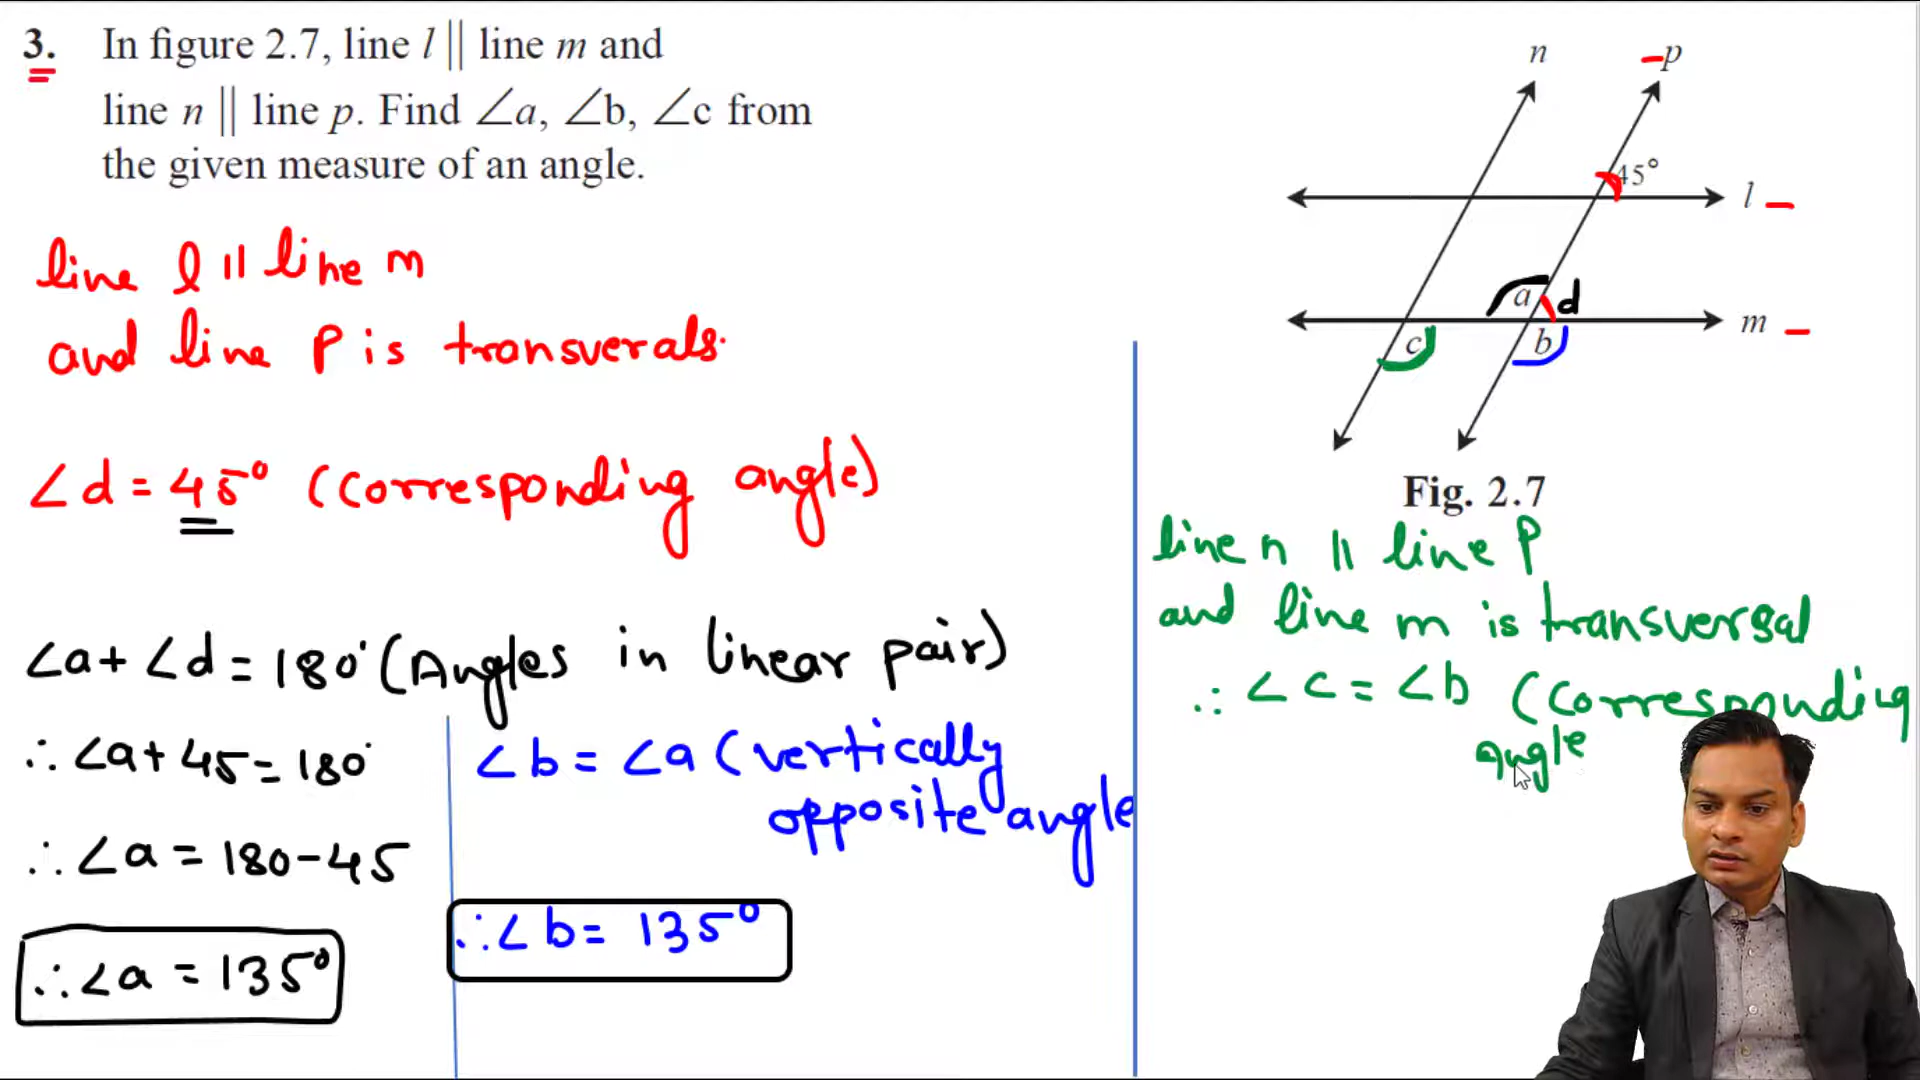 3. In figure 2.7, line l || line m and
line n || line p. Find ∠a, ∠b, ∠c from
the given measure of an angle.
line l || line m
and line P is transverals.
∠d = 45° (corresponding angle)
∠a + ∠d = 180° (Angles in linear pair)
∴ ∠a + 45 = 180°
∴ ∠a = 180 - 45
∴ ∠a = 135°
∠b = ∠a (vertically
opposite angle
∴ ∠b = 135°
n
p
45°
l
a
d
m
c
b
Fig. 2.7
line n || line P
and line m is transversal
∴ ∠c = ∠b (corresponding
Angle